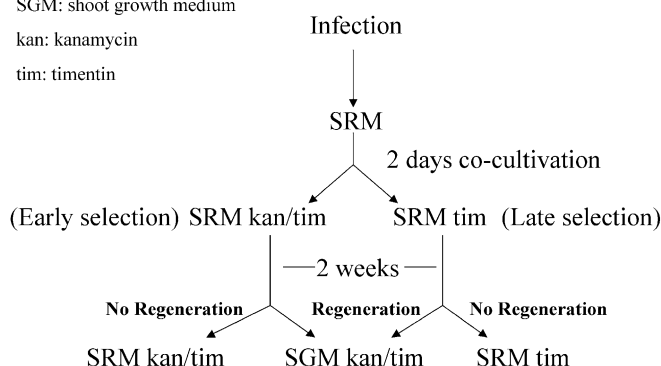 SGM: shoot growth medium
kan: kanamycin
tim: timentin
Infection
SRM
2 days co-cultivation
(Early selection) SRM kan/tim
SRM tim (Late selection)
2 weeks
No Regeneration
Regeneration
No Regeneration
SRM kan/tim
SGM kan/tim
SRM tim